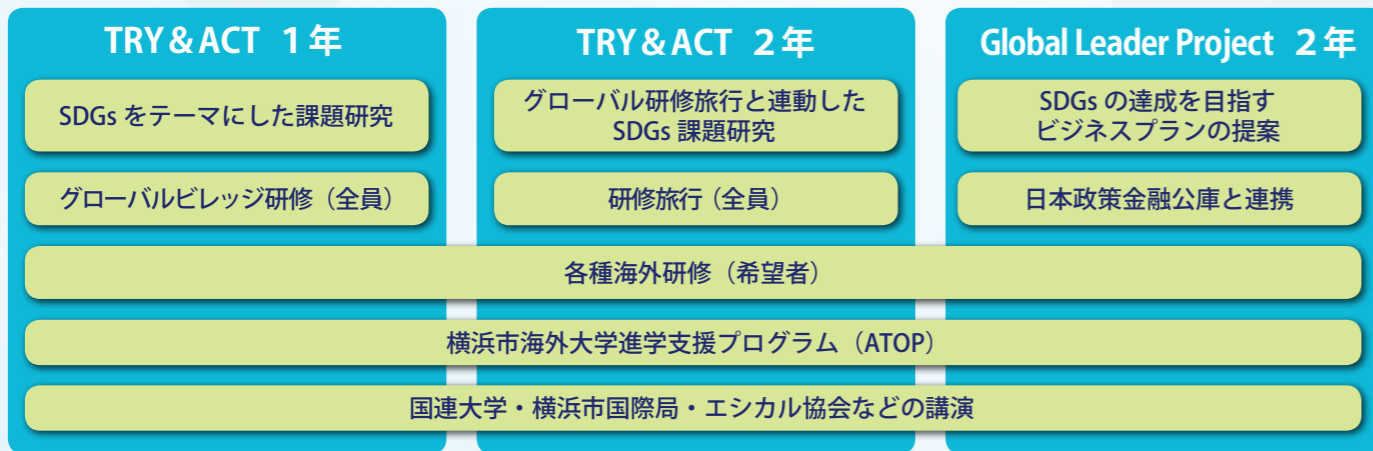 TRY & ACT 1年
SDGs をテーマにした課題研究
グローバルビレッジ研修（全員）
TRY & ACT 2年
グローバル研修旅行と連動した
SDGs 課題研究
研修旅行（全員）
Global Leader Project 2年
SDGs の達成を目指す
ビジネスプランの提案
日本政策金融公庫と連携
各種海外研修（希望者）
横浜市海外大学進学支援プログラム（ATOP）
国連大学・横浜市国際局・エシカル協会などの講演